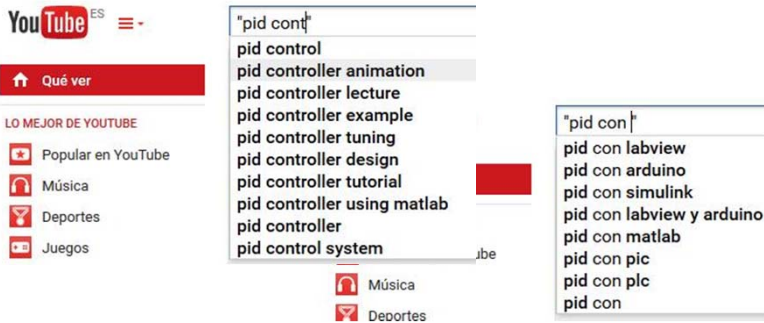 YouTube ES
Qué ver
LO MEJOR DE YOUTUBE
Popular en YouTube
Música
Deportes
Juegos
"pid cont"
pid control
pid controller animation
pid controller lecture
pid controller example
pid controller tuning
pid controller design
pid controller tutorial
pid controller using matlab
pid controller
pid control system
ube
Música
Deportes
"pid con "
pid con labview
pid con arduino
pid con simulink
pid con labview y arduino
pid con matlab
pid con pic
pid con plc
pid con